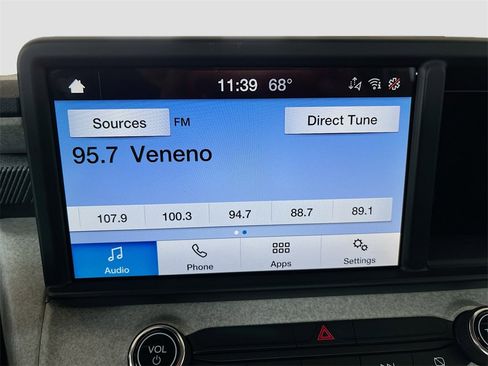 11:39 68°
Sources FM Direct Tune
95.7 Veneno
107.9 100.3 94.7 88.7 89.1
Audio Phone Apps Settings
VOL